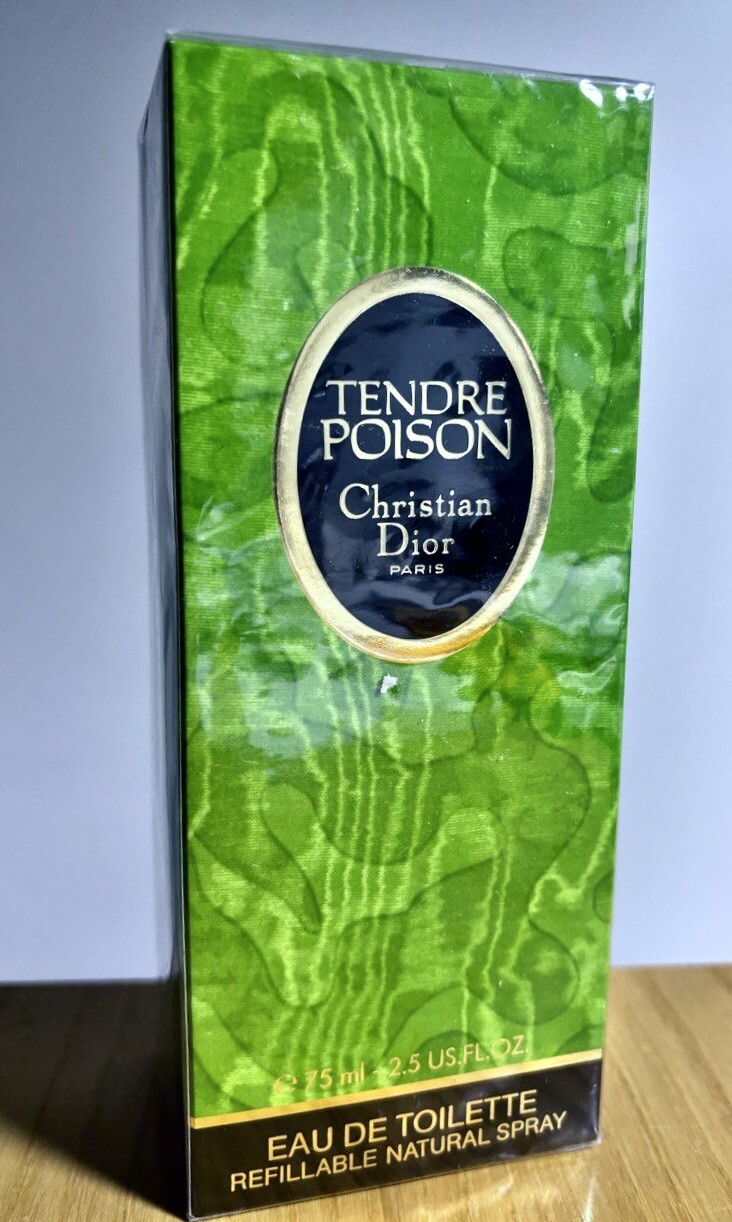 TENDRE
POISON
Christian
Dior
PARIS
℮ 75 ml - 2.5 US.FL.OZ.
EAU DE TOILETTE
REFILLABLE NATURAL SPRAY